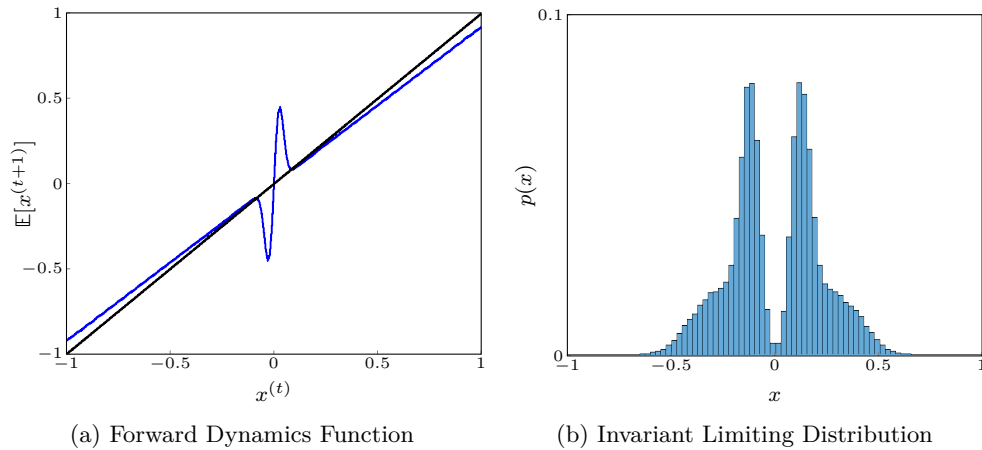 1
0.5
0
−0.5
−1
−1 −0.5 0 0.5 1
𝔼[x^(t+1)]
x^(t)
(a) Forward Dynamics Function
0.1
0
−1 −0.5 0 0.5 1
p(x)
x
(b) Invariant Limiting Distribution